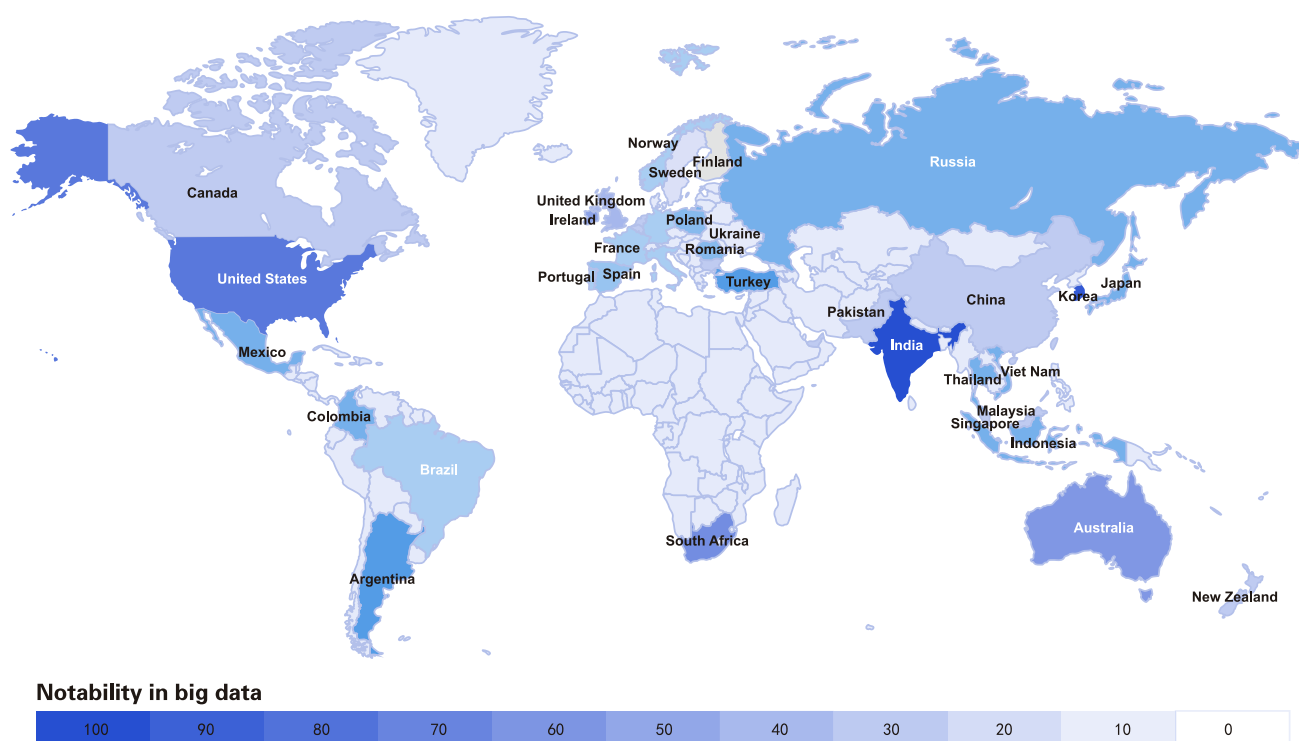 Norway
Finland
Sweden
Russia
Canada
United Kingdom
Ireland
Poland
Ukraine
France
Romania
United States
Portugal
Spain
Turkey
China
Korea
Japan
Pakistan
India
Mexico
Thailand
Viet Nam
Colombia
Malaysia
Singapore
Indonesia
Brazil
Australia
South Africa
Argentina
New Zealand
Notability in big data
100 90 80 70 60 50 40 30 20 10 0